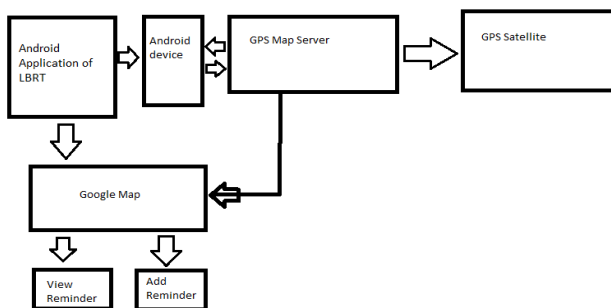 Android
Application of
LBRT
Android
device
GPS Map Server
GPS Satellite
Google Map
View
Reminder
Add
Reminder